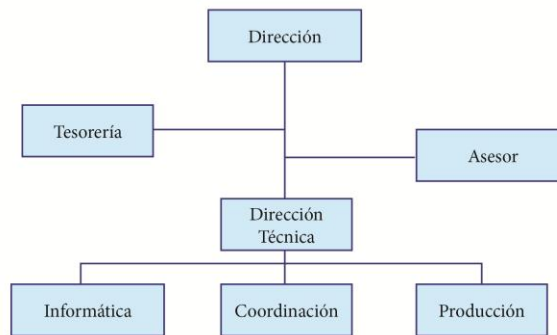 Dirección
Tesorería
Asesor
Dirección
Técnica
Informática
Coordinación
Producción